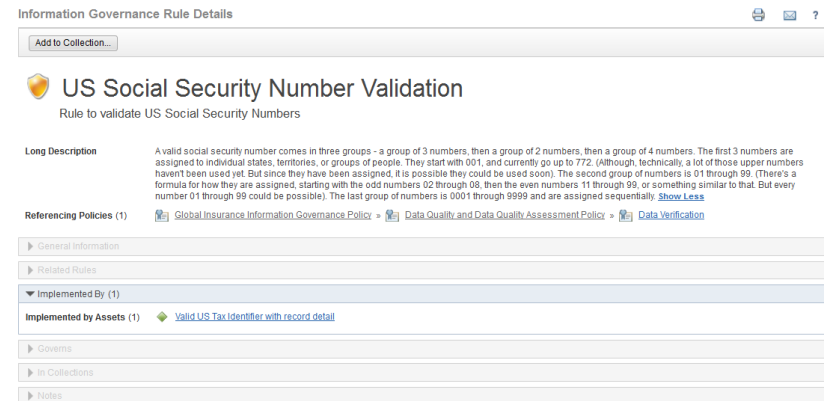 Information Governance Rule Details
?
Add to Collection...
US Social Security Number Validation
Rule to validate US Social Security Numbers
Long Description
A valid social security number comes in three groups - a group of 3 numbers, then a group of 2 numbers, then a group of 4 numbers. The first 3 numbers are
assigned to individual states, territories, or groups of people. They start with 001, and currently go up to 772. (Although, technically, a lot of those upper numbers
haven't been used yet. But since they have been assigned, it is possible they could be used soon). The second group of numbers is 01 through 99. (There's a
formula for how they are assigned, starting with the odd numbers 02 through 08, then the even numbers 11 through 99, or something similar to that. But every
number 01 through 99 could be possible). The last group of numbers is 0001 through 9999 and are assigned sequentially. Show Less
Referencing Policies (1) Global Insurance Information Governance Policy » Data Quality and Data Quality Assessment Policy » Data Verification
General Information
Related Rules
Implemented By (1)
Implemented by Assets (1) Valid US Tax Identifier with record detail
Governs
In Collections
Notes